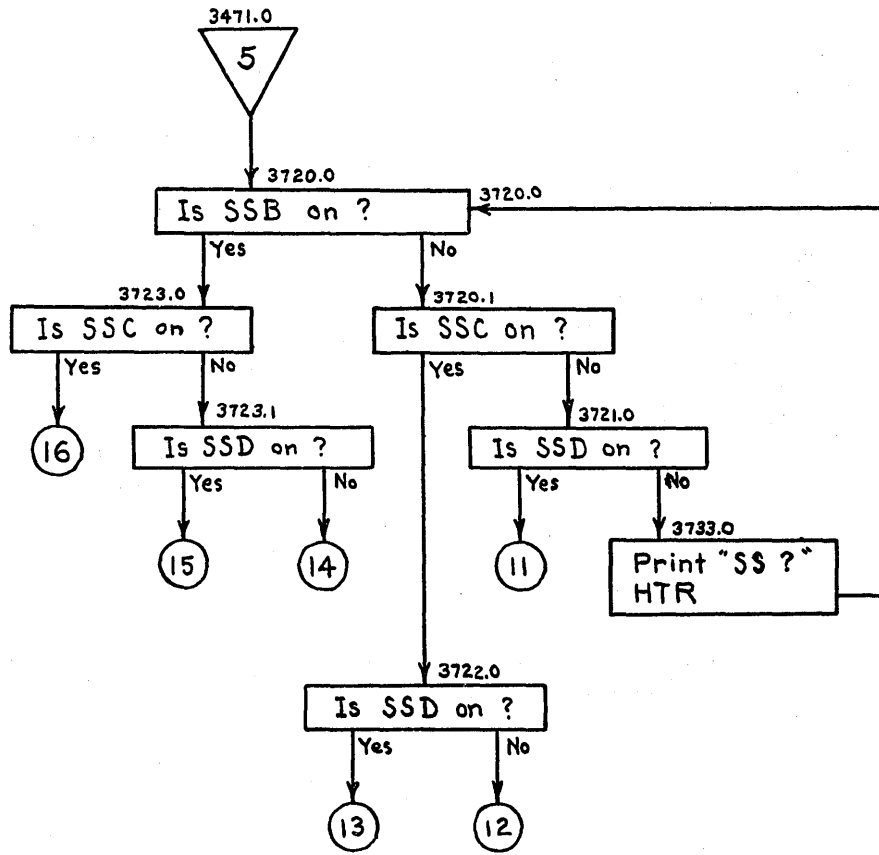 3471.0
5
3720.0
3720.0
Is SSB on ?
Yes
No
3723.0
3720.1
Is SSC on ?
Is SSC on ?
Yes
No
Yes
No
3723.1
3721.0
16
Is SSD on ?
Is SSD on ?
Yes
No
Yes
No
3733.0
15
14
11
Print "SS ?"
HTR
3722.0
Is SSD on ?
Yes
No
13
12